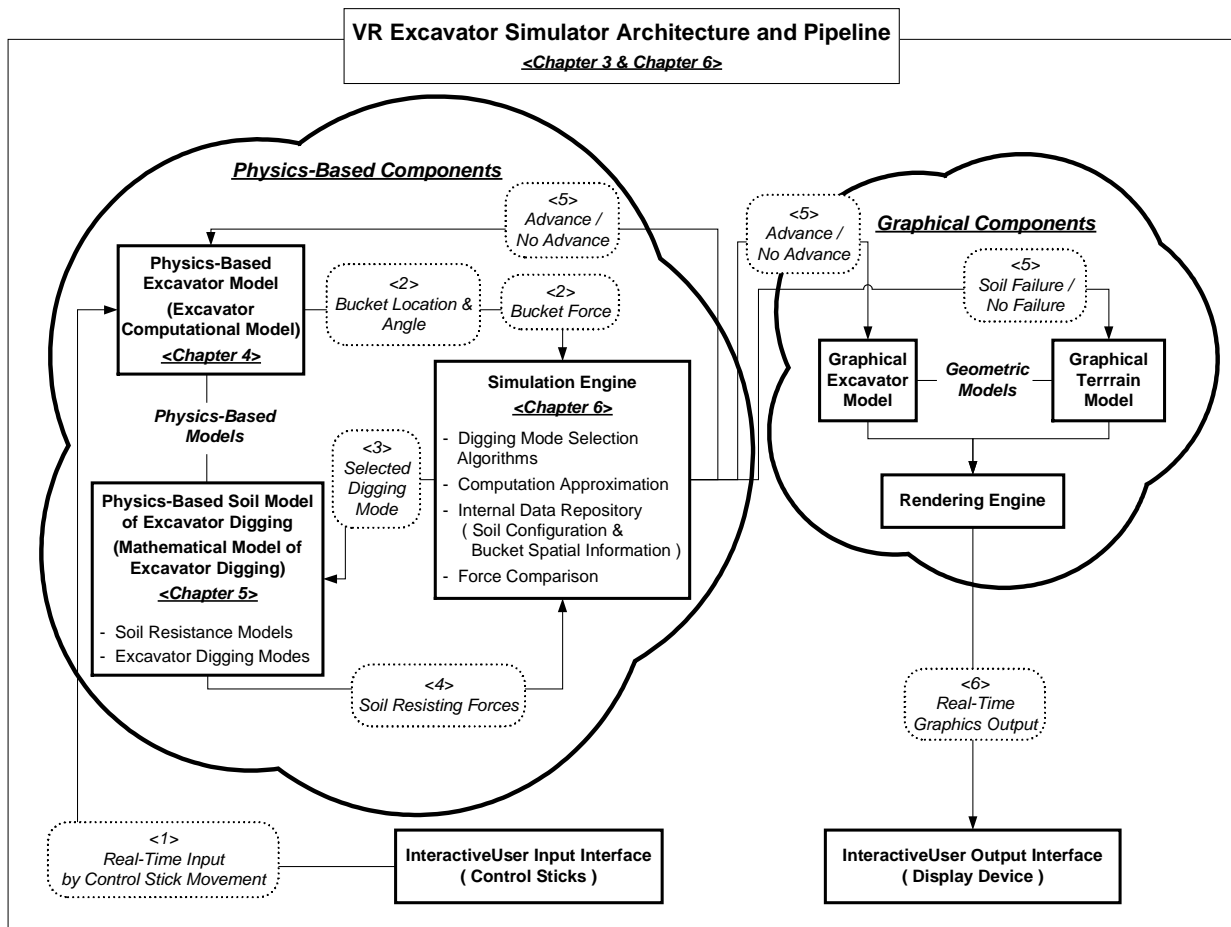 VR Excavator Simulator Architecture and Pipeline
<Chapter 3 & Chapter 6>
Physics-Based Components
<5>
Advance /
No Advance
Physics-Based
Excavator Model
(Excavator
Computational Model)
<Chapter 4>
<2>
Bucket Location &
Angle
<2>
Bucket Force
Physics-Based
Models
Simulation Engine
<Chapter 6>
- Digging Mode Selection
Algorithms
- Computation Approximation
- Internal Data Repository
( Soil Configuration &
Bucket Spatial Information )
- Force Comparison
<3>
Selected
Digging
Mode
Physics-Based Soil Model
of Excavator Digging
(Mathematical Model of
Excavator Digging)
<Chapter 5>
- Soil Resistance Models
- Excavator Digging Modes
<4>
Soil Resisting Forces
<5>
Advance /
No Advance
Graphical Components
<5>
Soil Failure /
No Failure
Graphical
Excavator
Model
Geometric
Models
Graphical
Terrrain
Model
Rendering Engine
<6>
Real-Time
Graphics Output
<1>
Real-Time Input
by Control Stick Movement
InteractiveUser Input Interface
( Control Sticks )
InteractiveUser Output Interface
( Display Device )